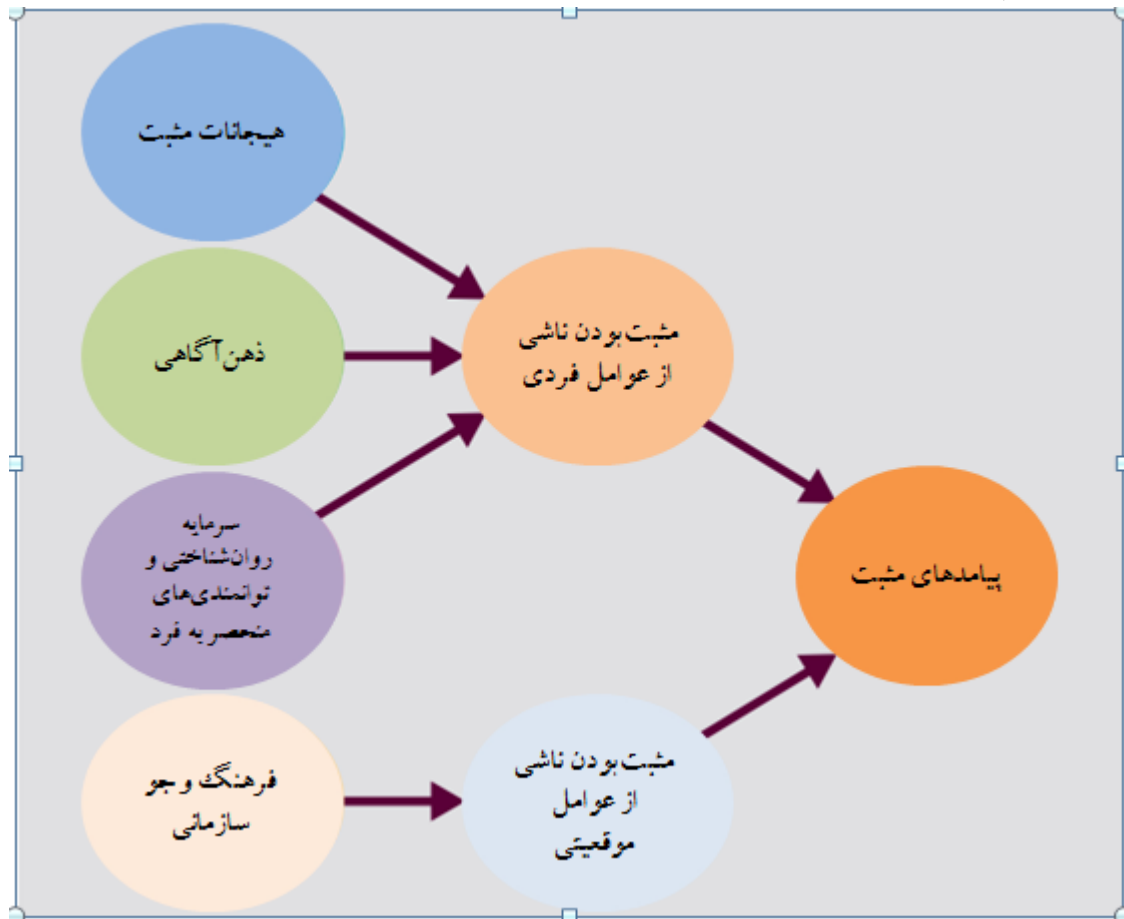 هیجانات مثبت
ذهن‌آگاهی
مثبت‌بودن ناشی
از عوامل فردی
سرمایه
روان‌شناختی و
توانمندی‌های
منحصر به فرد
پیامدهای مثبت
فرهنگ و جو
سازمانی
مثبت‌بودن ناشی
از عوامل
موقعیتی